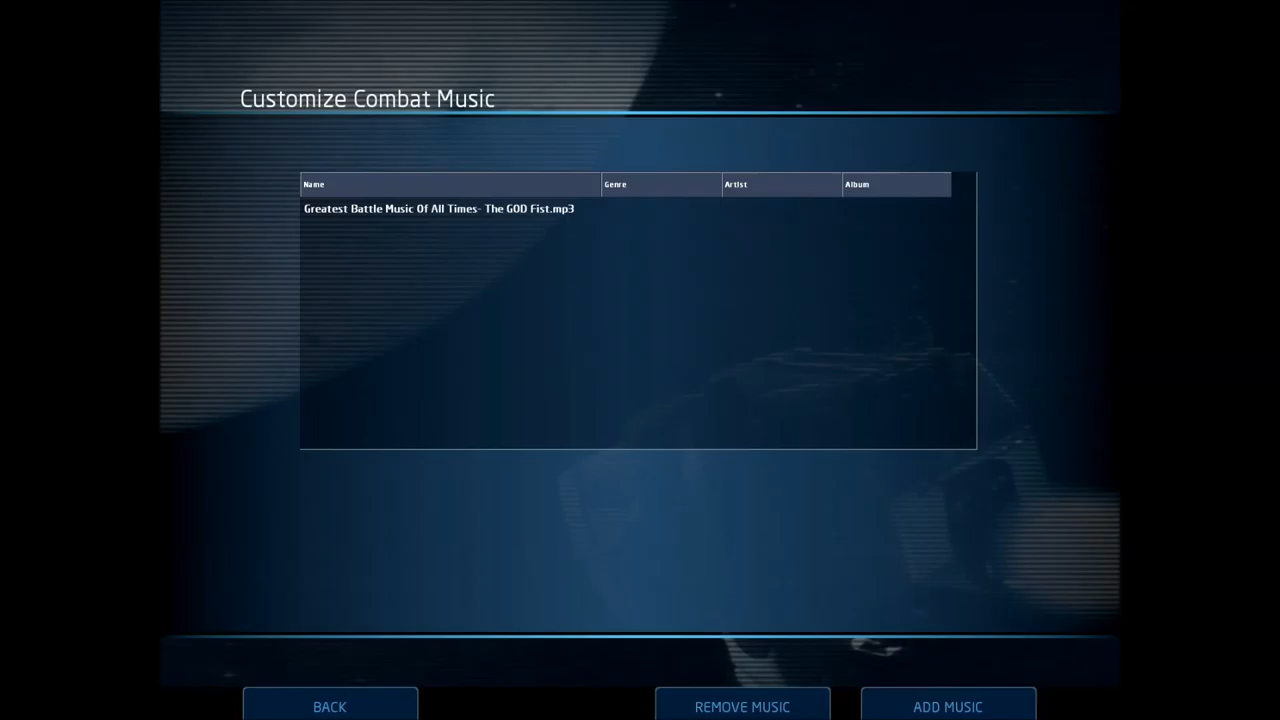 Customize Combat Music
Name Genre Artist Album
Greatest Battle Music Of All Times- The GOD Fist.mp3
BACK REMOVE MUSIC ADD MUSIC